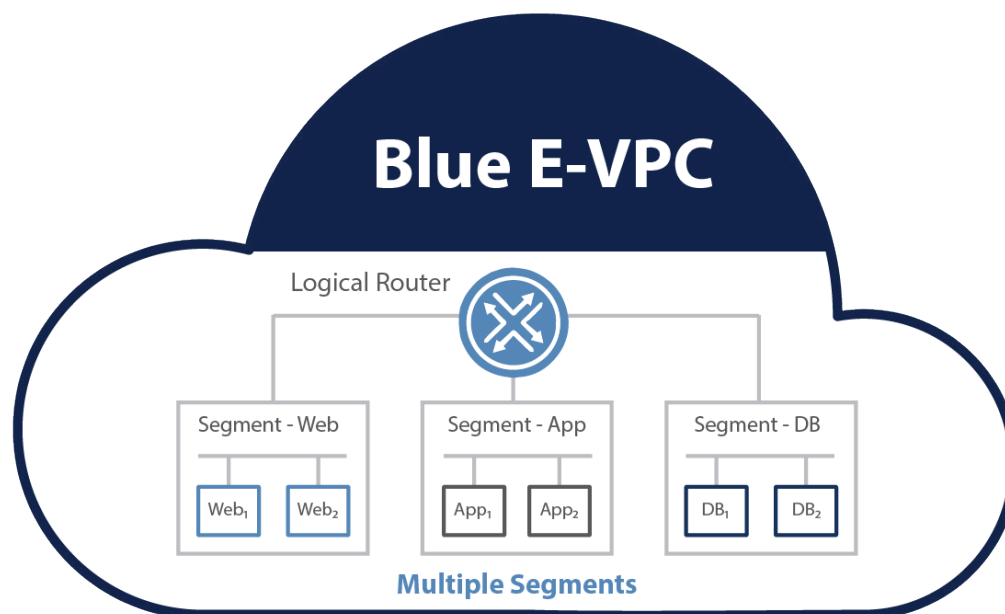 Blue E-VPC
Logical Router
Segment - Web
Segment - App
Segment - DB
Web₁
Web₂
App₁
App₂
DB₁
DB₂
Multiple Segments